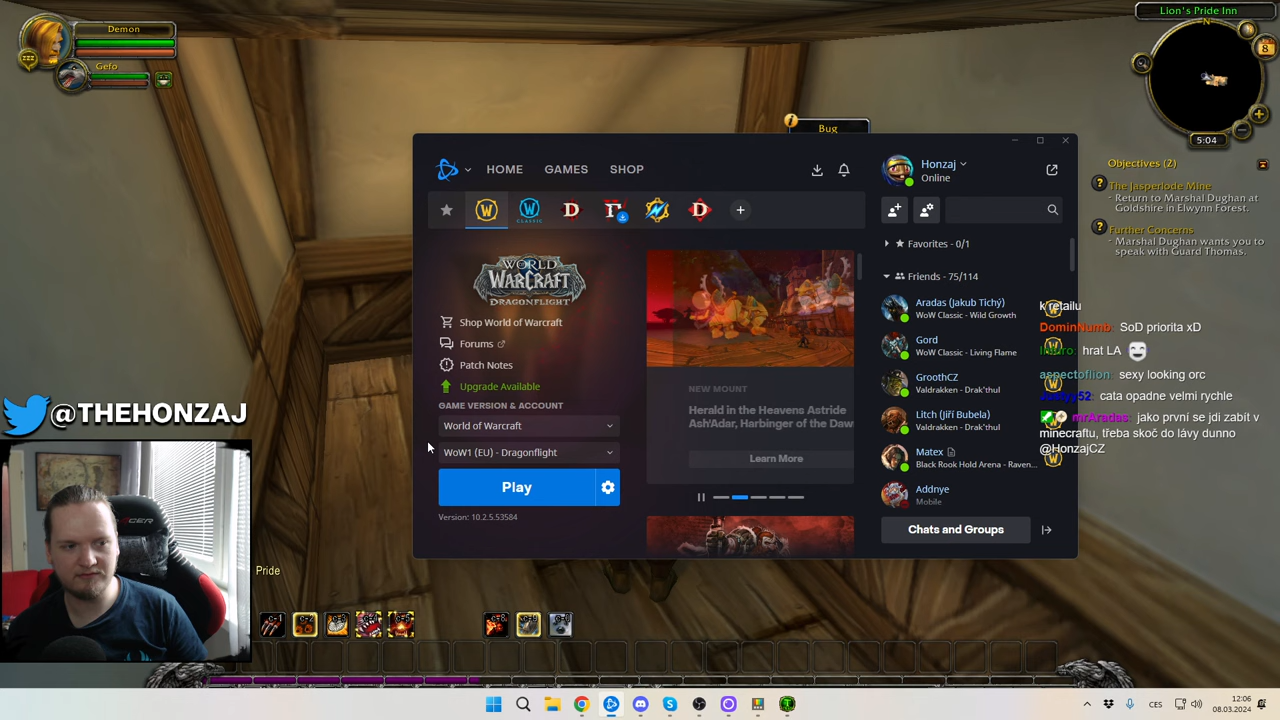 Demon
Gefo
Lion's Pride Inn
8
5:04
Objectives (2)
The Jasperlode Mine
- Return to Marshal Dughan at
Goldshire in Elwynn Forest.
Further Concerns
- Marshal Dughan wants you to
speak with Guard Thomas.
Bug
HOME
GAMES
SHOP
Honzaj
Online
Favorites - 0/1
Friends - 75/114
WORLD
WARCRAFT
DRAGONFLIGHT
Shop World of Warcraft
Forums
Patch Notes
Upgrade Available
GAME VERSION & ACCOUNT
World of Warcraft
WoW1 (EU) - Dragonflight
Play
Version: 10.2.5.53584
NEW MOUNT
Herald in the Heavens Astride
Ash'Adar, Harbinger of the Daw
Learn More
Aradas (Jakub Tichý)
WoW Classic - Wild Growth
Gord
WoW Classic - Living Flame
GroothCZ
Valdrakken - Drak'thul
Litch (Jiří Bubela)
Valdrakken - Drak'thul
Matex
Black Rook Hold Arena - Raven...
Addnye
Mobile
Chats and Groups
k retailu
DominNumb: SoD priorita xD
hrat LA
aspectoflion: sexy looking orc
cata opadne velmi rychle
mrAradas: jako první se jdi zabít v
minecraftu, třeba skoč do lávy dunno
@HonzajCZ
@THEHONZAJ
Pride
CES
12:06
08.03.2024